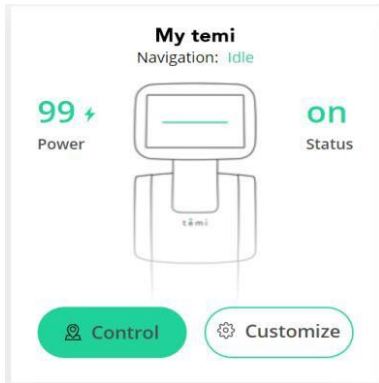 My temi
Navigation: Idle
99
Power
on
Status
temi
Control
Customize